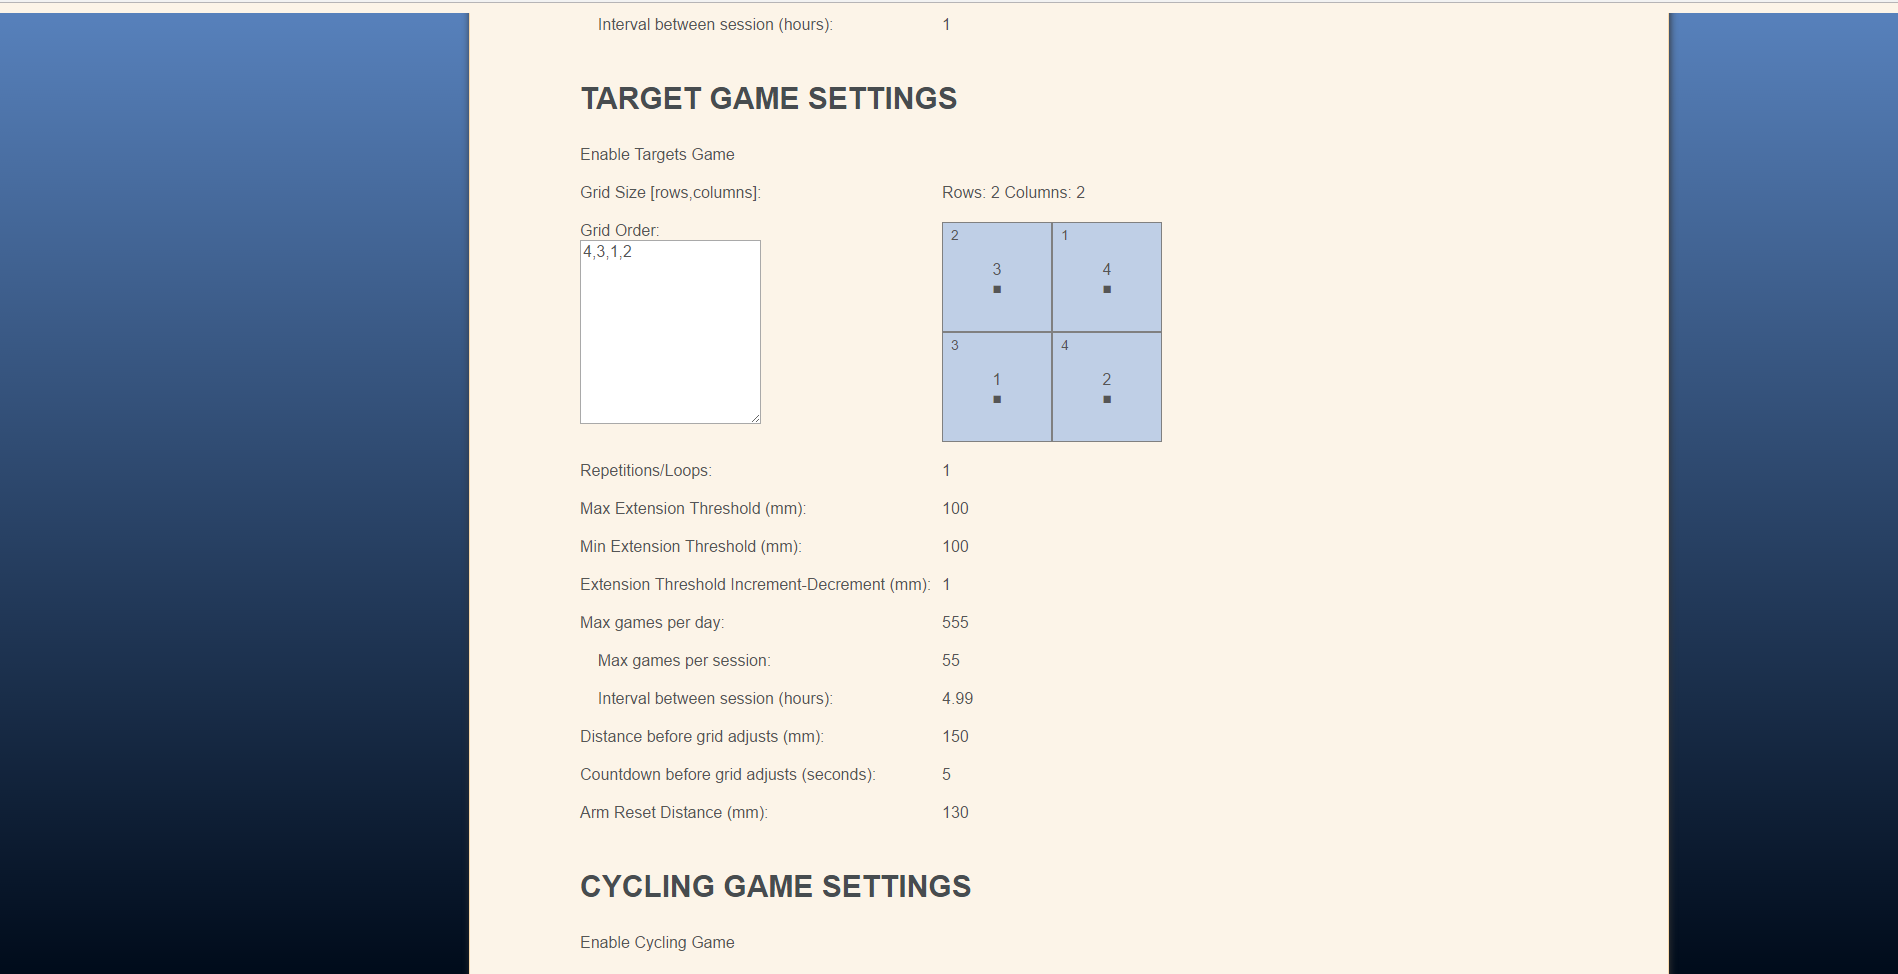 Interval between session (hours): 1
TARGET GAME SETTINGS
Enable Targets Game
Grid Size [rows,columns]: Rows: 2 Columns: 2
Grid Order:
4,3,1,2
2 1
3 4
3 4
1 2
Repetitions/Loops: 1
Max Extension Threshold (mm): 100
Min Extension Threshold (mm): 100
Extension Threshold Increment-Decrement (mm): 1
Max games per day: 555
Max games per session: 55
Interval between session (hours): 4.99
Distance before grid adjusts (mm): 150
Countdown before grid adjusts (seconds): 5
Arm Reset Distance (mm): 130
CYCLING GAME SETTINGS
Enable Cycling Game